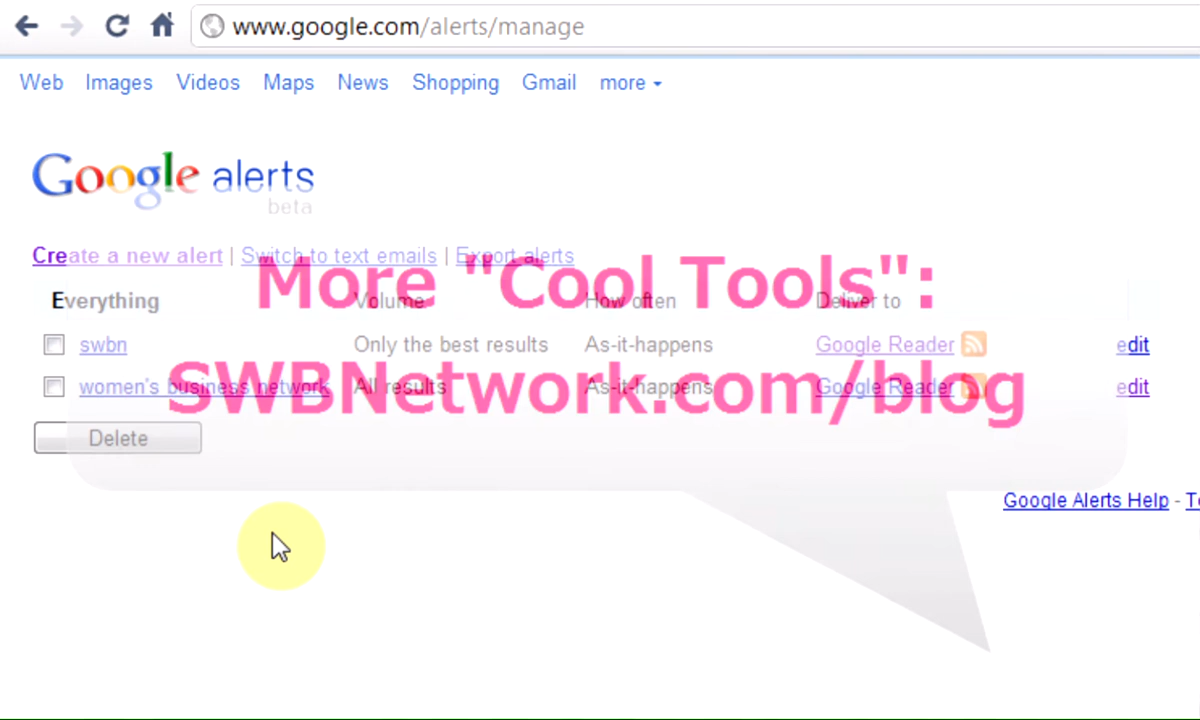 www.google.com/alerts/manage
Web Images Videos Maps News Shopping Gmail more
Google alerts
beta
Create a new alert | Switch to text emails | Export alerts
More "Cool Tools":
Everything Volume How often Deliver to
swbn Only the best results As-it-happens Google Reader edit
SWBNetwork.com/blog
women's business network All results As-it-happens Google Reader edit
Delete
Google Alerts Help -